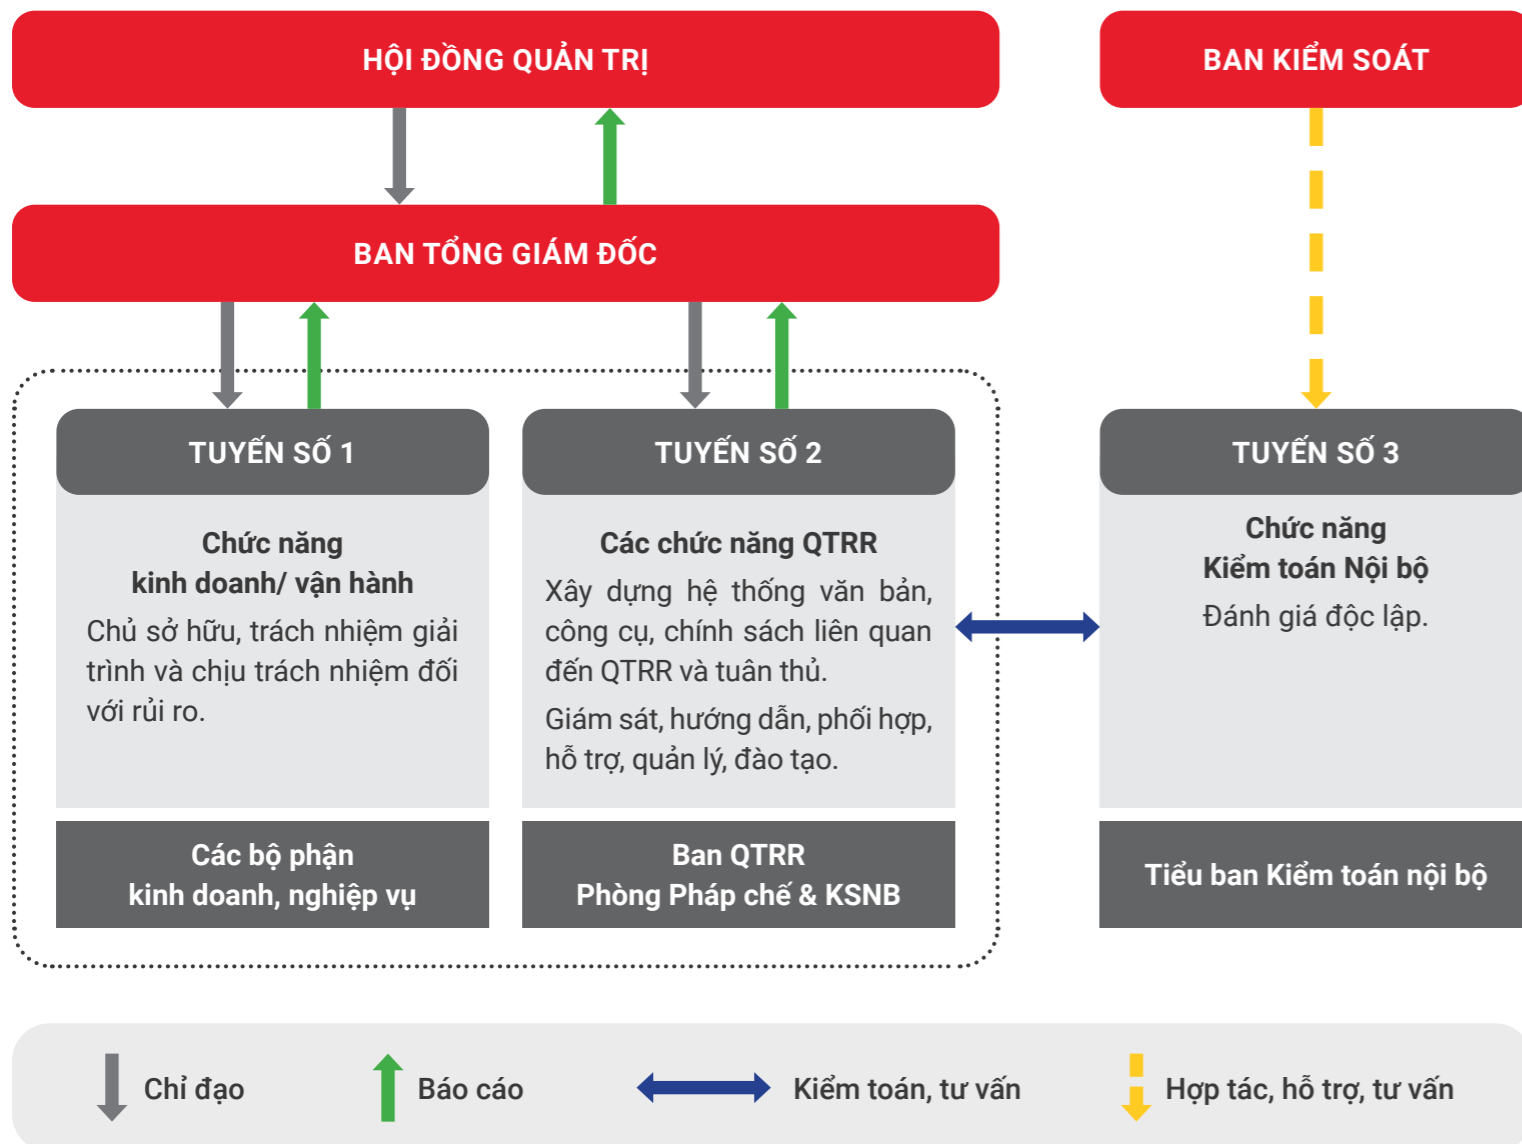 HỘI ĐỒNG QUẢN TRỊ
BAN KIỂM SOÁT
BAN TỔNG GIÁM ĐỐC
TUYẾN SỐ 1
Chức năng
kinh doanh/ vận hành
Chủ sở hữu, trách nhiệm giải
trình và chịu trách nhiệm đối
với rủi ro.
Các bộ phận
kinh doanh, nghiệp vụ
TUYẾN SỐ 2
Các chức năng QTRR
Xây dựng hệ thống văn bản,
công cụ, chính sách liên quan
đến QTRR và tuân thủ.
Giám sát, hướng dẫn, phối hợp,
hỗ trợ, quản lý, đào tạo.
Ban QTRR
Phòng Pháp chế & KSNB
TUYẾN SỐ 3
Chức năng
Kiểm toán Nội bộ
Đánh giá độc lập.
Tiểu ban Kiểm toán nội bộ
Chỉ đạo
Báo cáo
Kiểm toán, tư vấn
Hợp tác, hỗ trợ, tư vấn